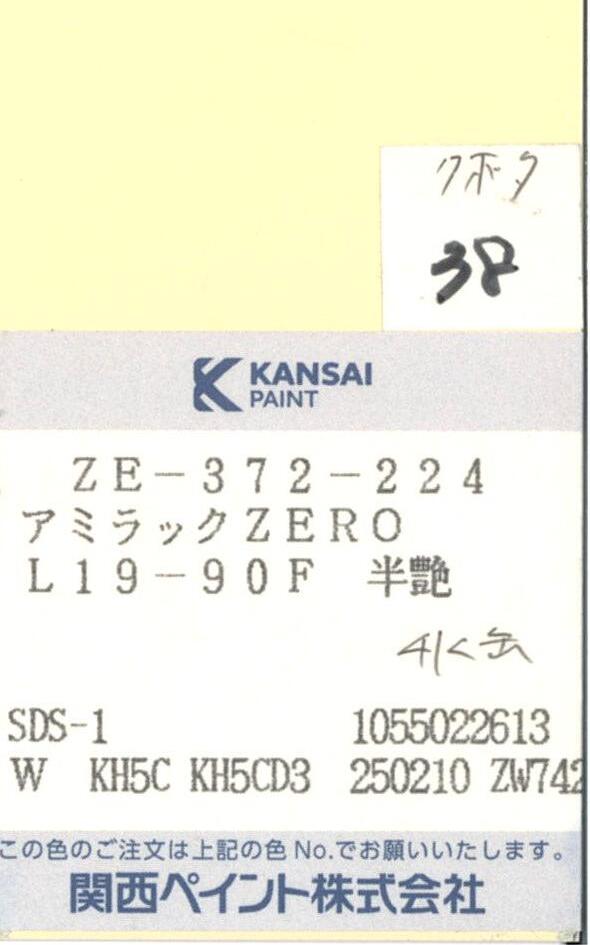 クボタ
38
KANSAI
PAINT
ZE-372-224
アミラックZERO
L19-90F 半艶
4K缶
SDS-1 1055022613
W KH5C KH5CD3 250210 ZW742
この色のご注文は上記の色No.でお願いいたします。
関西ペイント株式会社